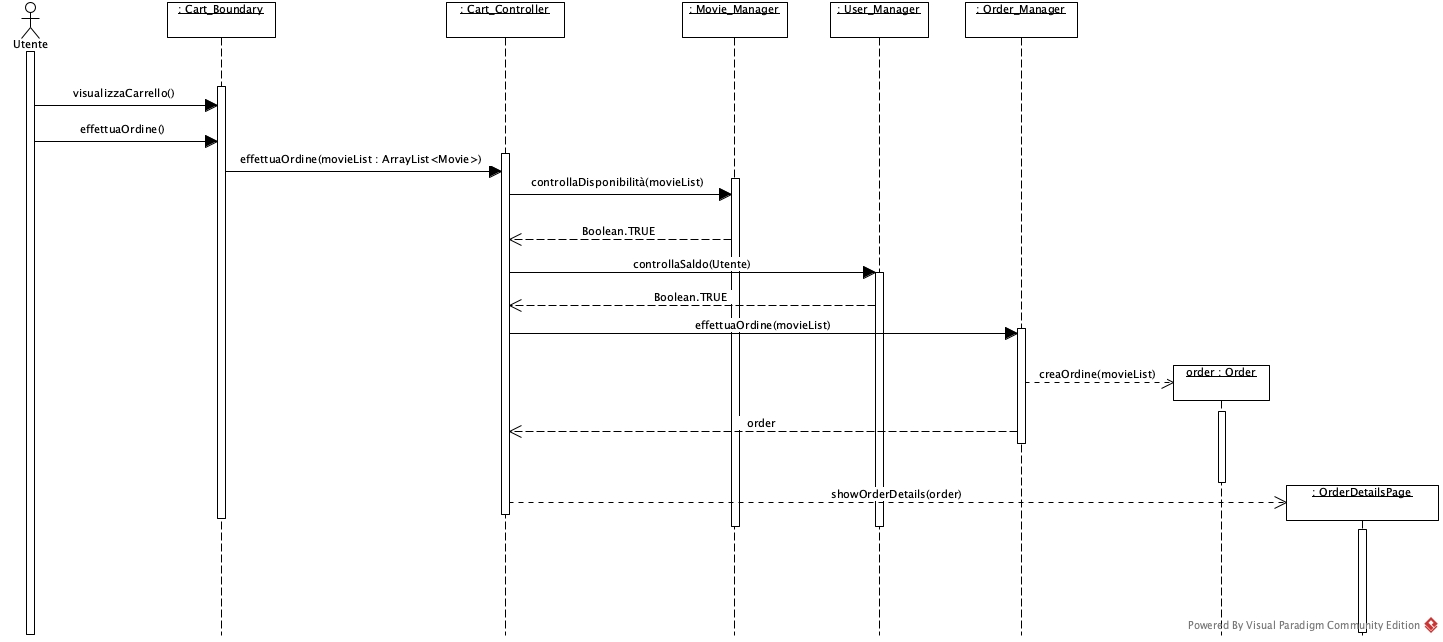 : Cart_Boundary
: Cart_Controller
: Movie_Manager
: User_Manager
: Order_Manager
Utente
visualizzaCarrello()
effettuaOrdine()
effettuaOrdine(movieList : ArrayList<Movie>)
controllaDisponibilità(movieList)
Boolean.TRUE
controllaSaldo(Utente)
Boolean.TRUE
effettuaOrdine(movieList)
creaOrdine(movieList)
order : Order
order
showOrderDetails(order)
: OrderDetailsPage
Powered By Visual Paradigm Community Edition